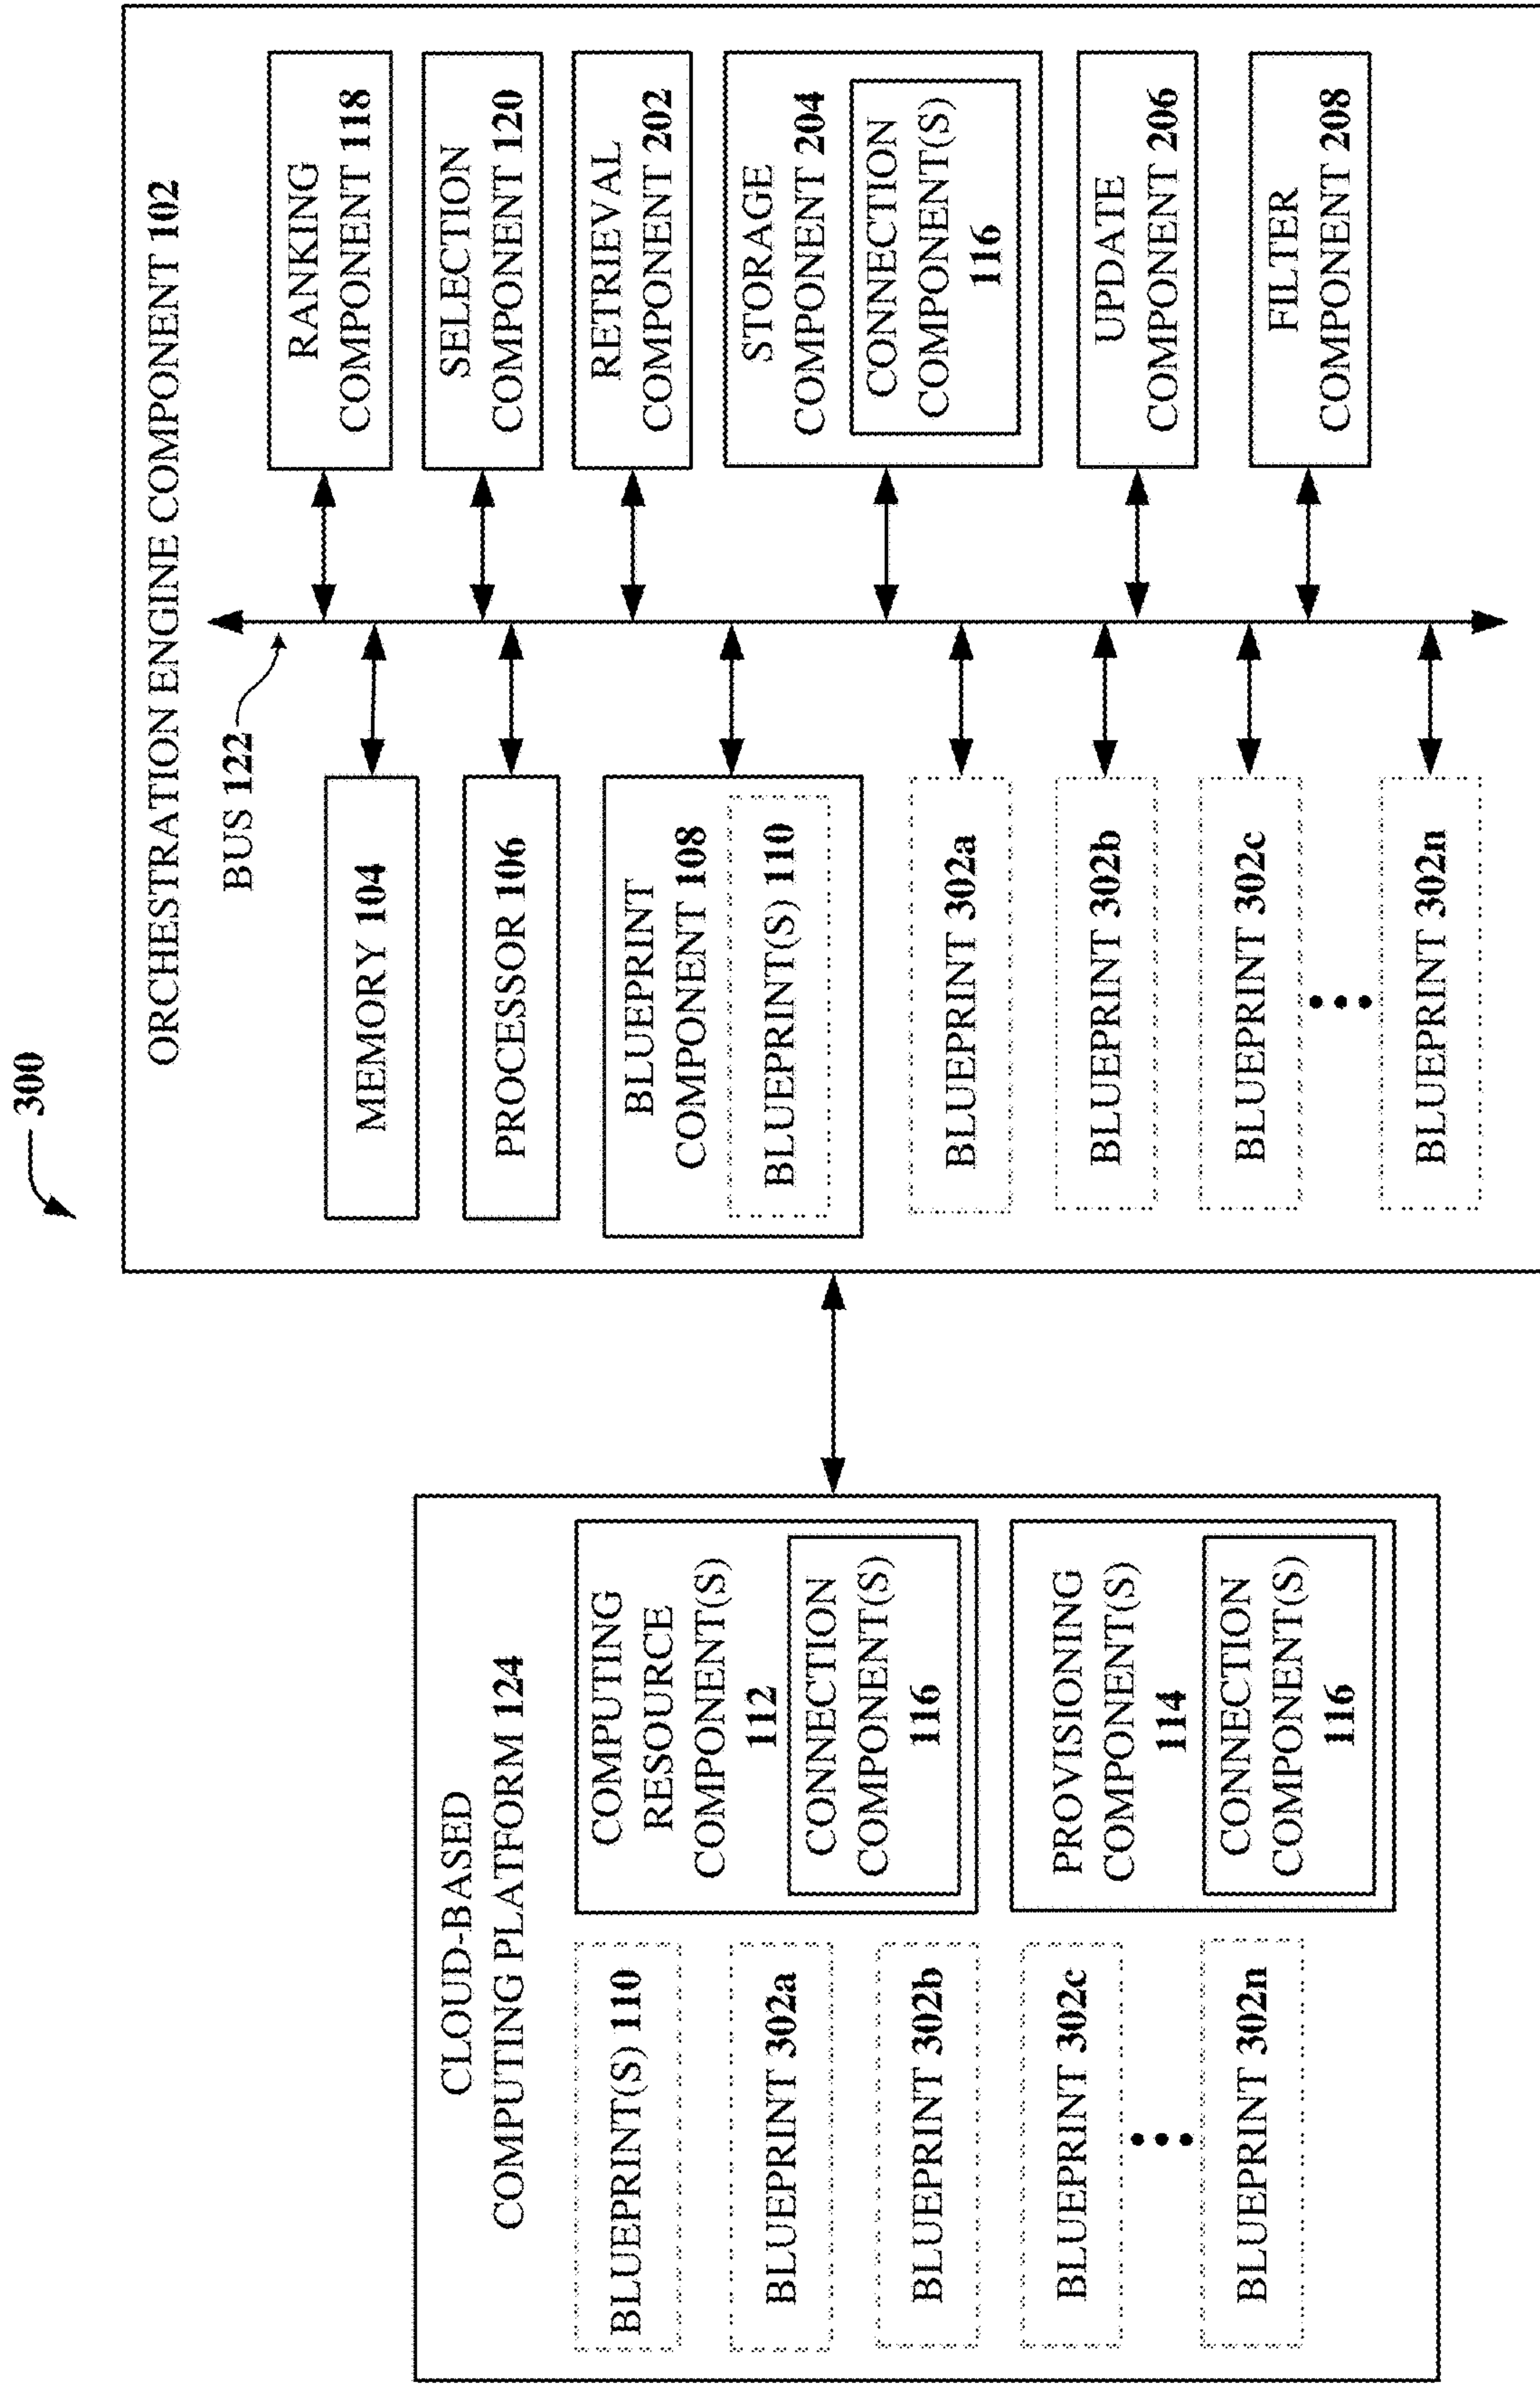 300
CLOUD-BASED
COMPUTING PLATFORM 124
BLUEPRINT(S) 110
BLUEPRINT 302a
BLUEPRINT 302b
BLUEPRINT 302c
BLUEPRINT 302n
COMPUTING
RESOURCE
COMPONENT(S)
112
CONNECTION
COMPONENT(S)
116
PROVISIONING
COMPONENT(S)
114
CONNECTION
COMPONENT(S)
116
ORCHESTRATION ENGINE COMPONENT 102
BUS 122
MEMORY 104
PROCESSOR 106
BLUEPRINT
COMPONENT 108
BLUEPRINT(S) 110
BLUEPRINT 302a
BLUEPRINT 302b
BLUEPRINT 302c
BLUEPRINT 302n
RANKING
COMPONENT 118
SELECTION
COMPONENT 120
RETRIEVAL
COMPONENT 202
STORAGE
COMPONENT 204
CONNECTION
COMPONENT(S)
116
UPDATE
COMPONENT 206
FILTER
COMPONENT 208